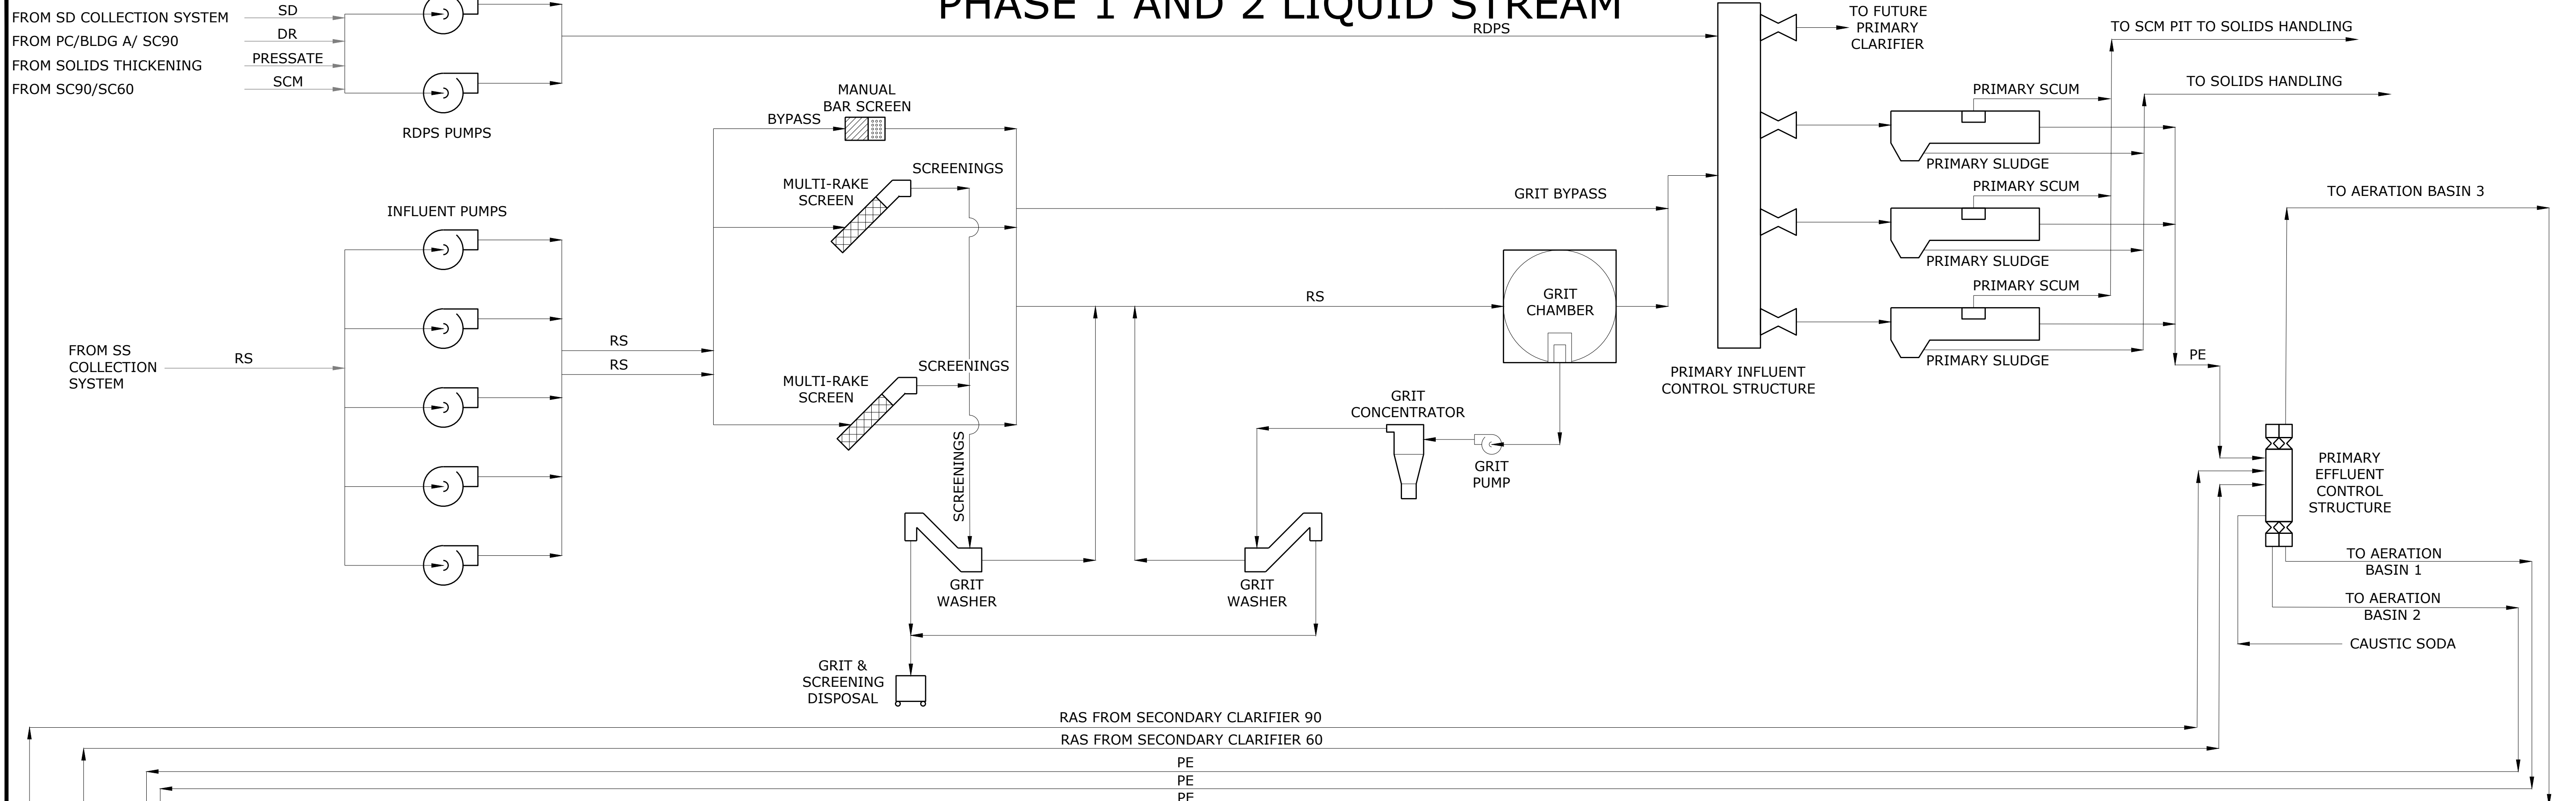 PHASE 1 AND 2 LIQUID STREAM
FROM SD COLLECTION SYSTEM
SD
FROM PC/BLDG A/ SC90
DR
FROM SOLIDS THICKENING
PRESSATE
FROM SC90/SC60
SCM
RDPS PUMPS
RDPS
TO FUTURE
PRIMARY
CLARIFIER
TO SCM PIT TO SOLIDS HANDLING
TO SOLIDS HANDLING
MANUAL
BAR SCREEN
BYPASS
SCREENINGS
MULTI-RAKE
SCREEN
INFLUENT PUMPS
GRIT BYPASS
PRIMARY SCUM
PRIMARY SLUDGE
PRIMARY SCUM
PRIMARY SLUDGE
PRIMARY SCUM
PRIMARY SLUDGE
TO AERATION BASIN 3
FROM SS
COLLECTION
SYSTEM
RS
RS
RS
RS
GRIT
CHAMBER
SCREENINGS
MULTI-RAKE
SCREEN
SCREENINGS
PRIMARY INFLUENT
CONTROL STRUCTURE
PE
GRIT
CONCENTRATOR
GRIT
PUMP
PRIMARY
EFFLUENT
CONTROL
STRUCTURE
GRIT
WASHER
GRIT
WASHER
TO AERATION
BASIN 1
TO AERATION
BASIN 2
CAUSTIC SODA
GRIT &
SCREENING
DISPOSAL
RAS FROM SECONDARY CLARIFIER 90
RAS FROM SECONDARY CLARIFIER 60
PE
PE
PE